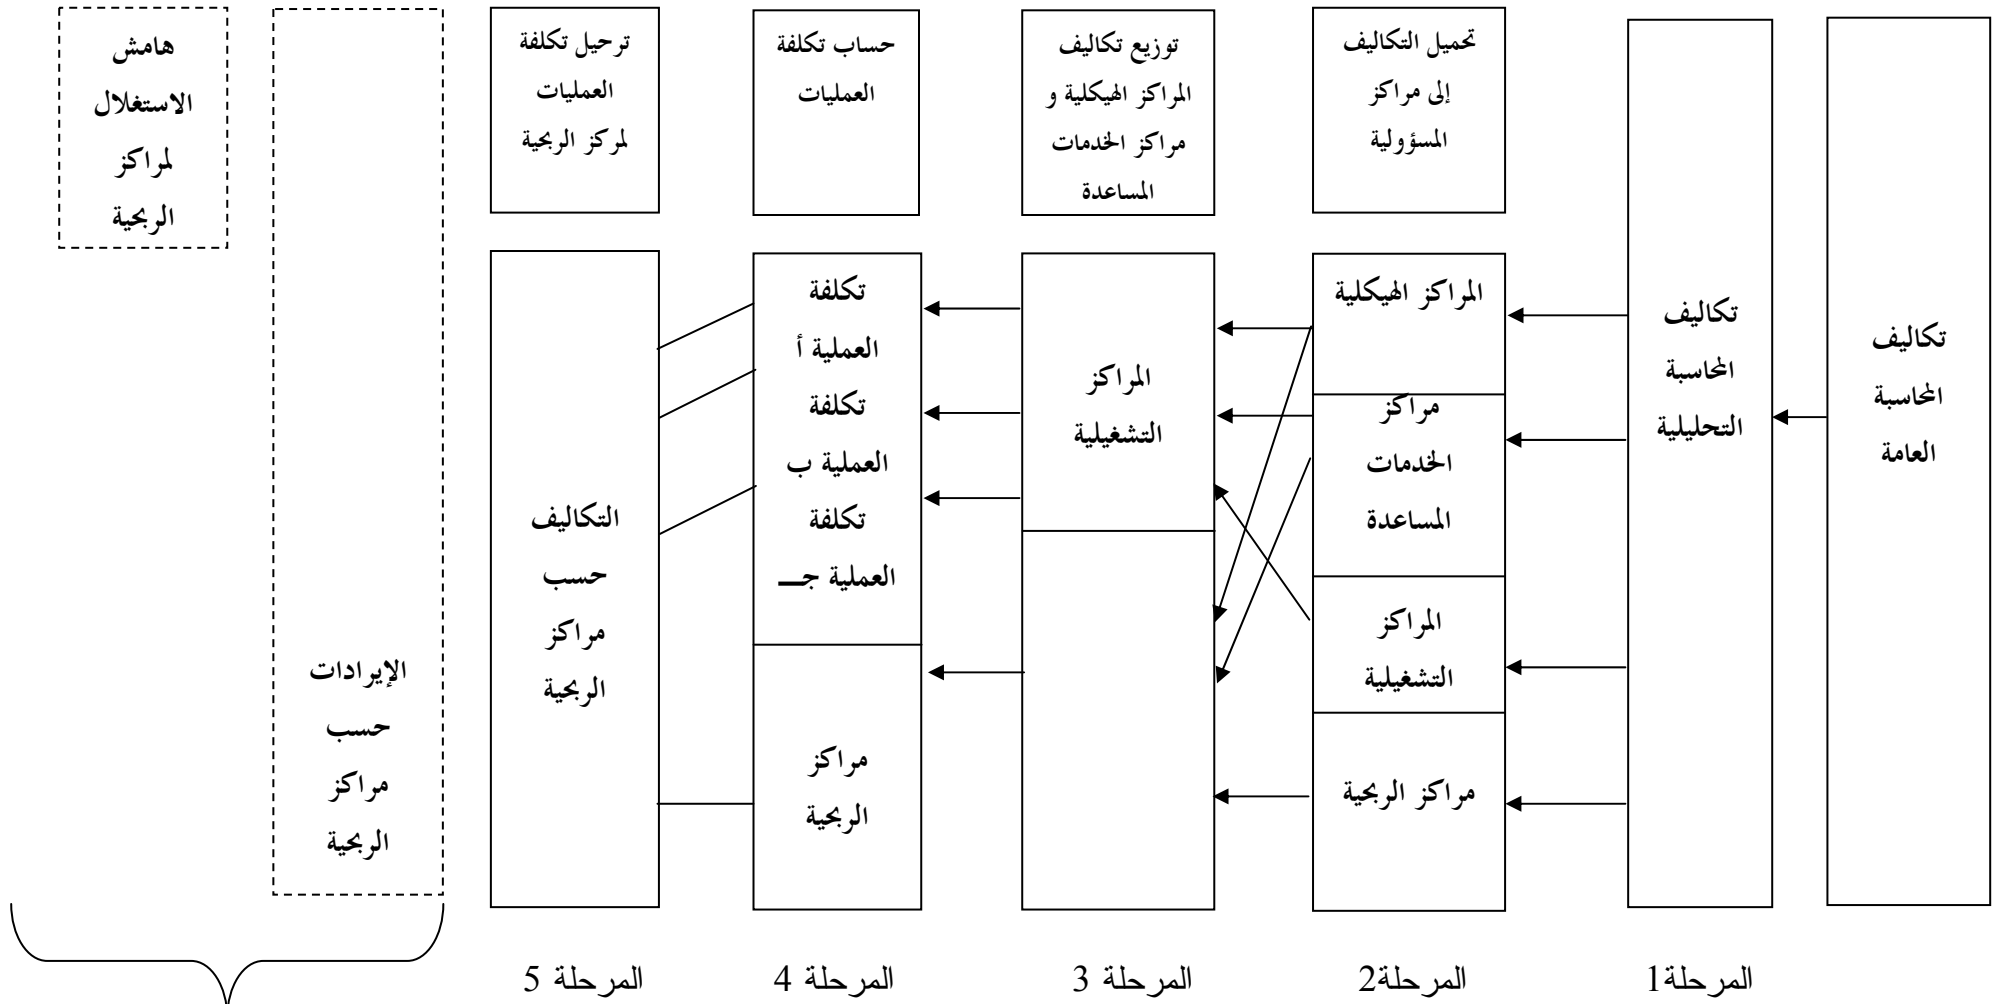 تكاليف
المحاسبة
العامة
تكاليف
المحاسبة
التحليلية
تحميل التكاليف
إلى مراكز
المسؤولية
المراكز الهيكلية
مراكز
الخدمات
المساعدة
المراكز
التشغيلية
مراكز الربحية
توزيع تكاليف
المراكز الهيكلية و
مراكز الخدمات
المساعدة
المراكز
التشغيلية
حساب تكلفة
العمليات
تكلفة
العملية أ
تكلفة
العملية ب
تكلفة
العملية جـــ
مراكز
الربحية
ترحيل تكلفة
العمليات
لمركز الربحية
التكاليف
حسب
مراكز
الربحية
الإيرادات
حسب
مراكز
الربحية
هامش
الاستغلال
لمراكز
الربحية
المرحلة1
المرحلة2
المرحلة 3
المرحلة 4
المرحلة 5